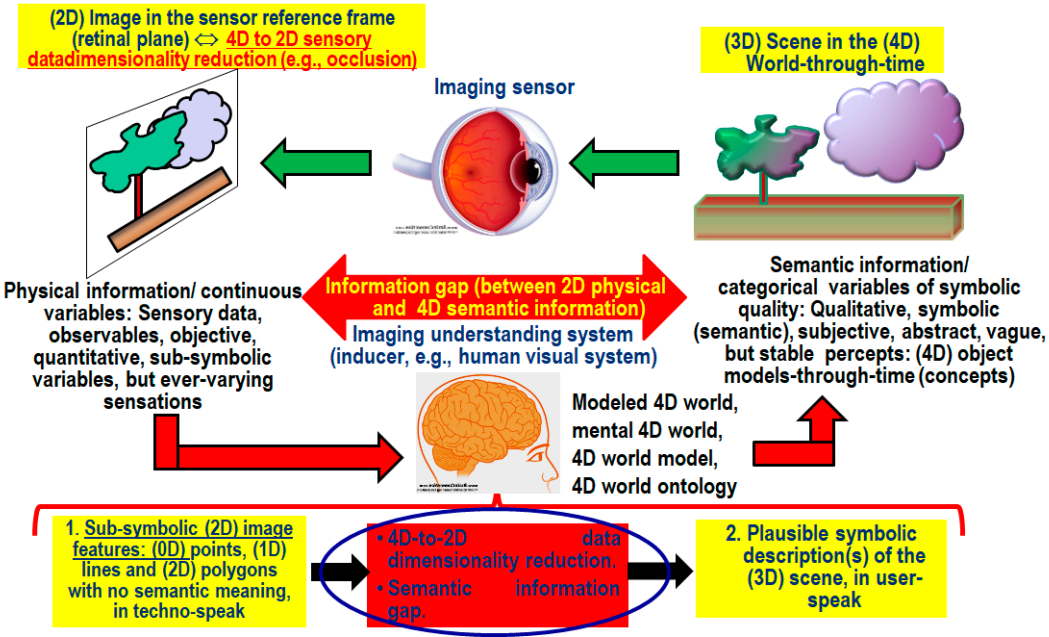 (2D) Image in the sensor reference frame
(retinal plane) ⇔ 4D to 2D sensory
datadimensionality reduction (e.g., occlusion)
Imaging sensor
(3D) Scene in the (4D)
World-through-time
Physical information/ continuous
variables: Sensory data,
observables, objective,
quantitative, sub-symbolic
variables, but ever-varying
sensations
Information gap (between 2D physical
and 4D semantic information)
Imaging understanding system
(inducer, e.g., human visual system)
Semantic information/
categorical variables of symbolic
quality: Qualitative, symbolic
(semantic), subjective, abstract, vague,
but stable percepts: (4D) object
models-through-time (concepts)
Modeled 4D world,
mental 4D world,
4D world model,
4D world ontology
1. Sub-symbolic (2D) image
features: (0D) points, (1D)
lines and (2D) polygons
with no semantic meaning,
in techno-speak
• 4D-to-2D data
dimensionality reduction.
• Semantic information
gap.
2. Plausible symbolic
description(s) of the
(3D) scene, in user-
speak